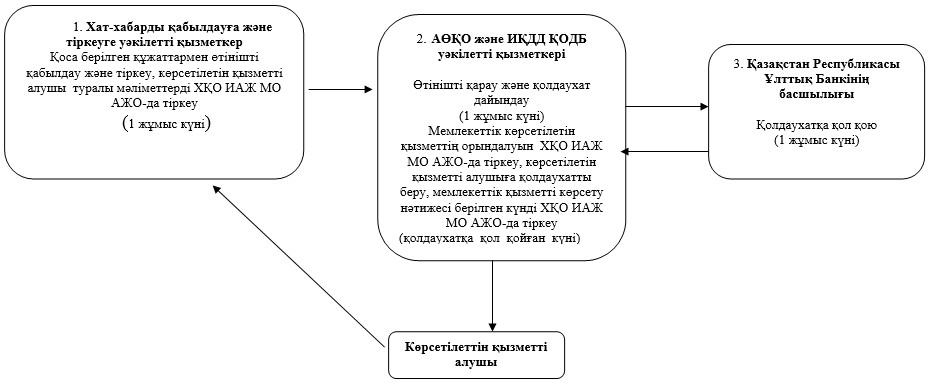 1. Хат-хабарды қабылдауға және
тіркеуге уәкілетті қызметкер
Қоса берілген құжаттармен өтінішті
қабылдау және тіркеу, көрсетілетін қызметті
алушы туралы мәліметтерді ХҚО ИАЖ МО
АЖО-да тіркеу
(1 жұмыс күні)
2. АӨҚО және ИҚДД ҚОДБ
уәкілетті қызметкері
Өтінішті қарау және қолдаухат
дайындау
(1 жұмыс күні)
Мемлекеттік көрсетілетін
қызметтің орындалуын ХҚО ИАЖ
МО АЖО-да тіркеу, көрсетілетін
қызметті алушыға қолдаухатты
беру, мемлекеттік қызметті көрсету
нәтижесі берілген күнді ХҚО ИАЖ
МО АЖО-да тіркеу
(қолдаухатқа қол қойған күні)
3. Қазақстан Республикасы
Ұлттық Банкінің
басшылығы
Қолдаухатқа қол қою
(1 жұмыс күні)
Көрсетілеттін қызметті
алушы